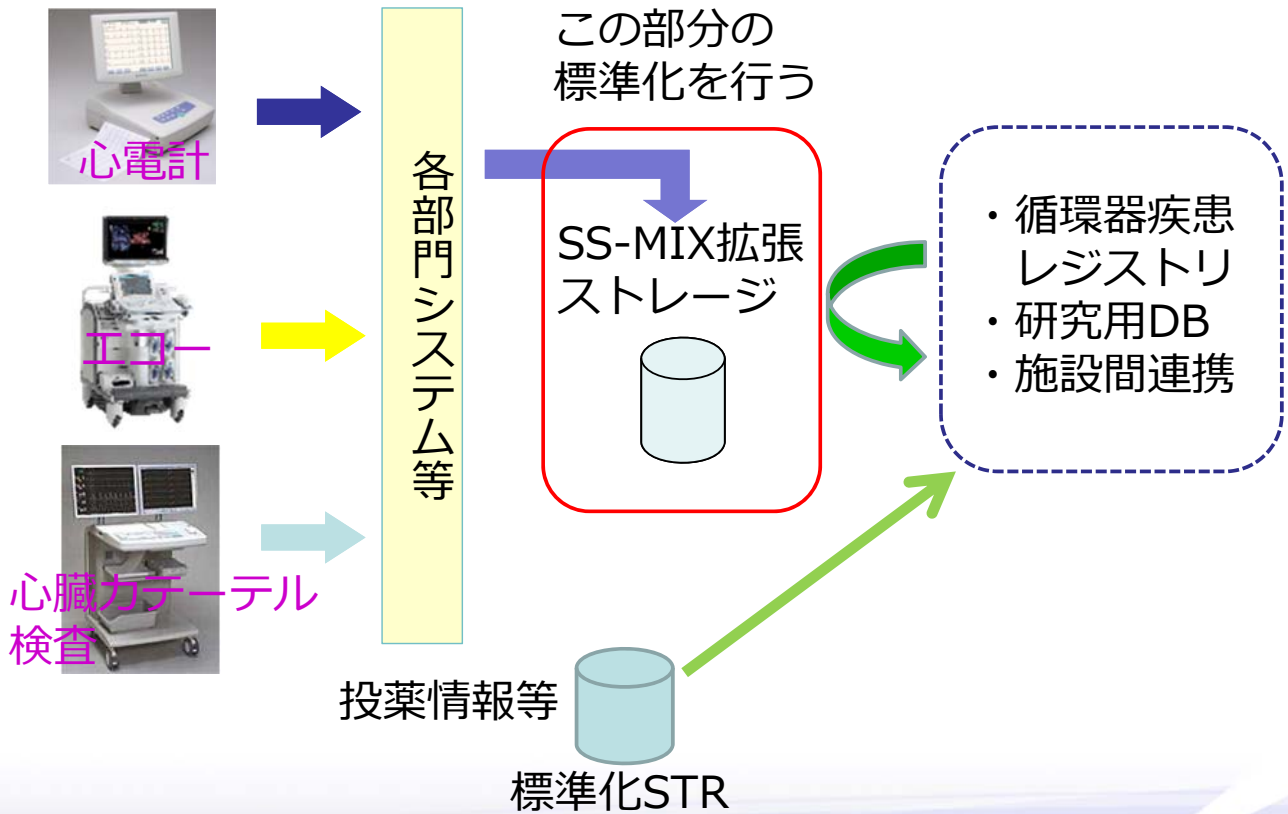 この部分の
標準化を行う
心電計
エコー
心臓カテーテル
検査
各部門システム等
SS-MIX拡張
ストレージ
・循環器疾患
レジストリ
・研究用DB
・施設間連携
投薬情報等
標準化STR